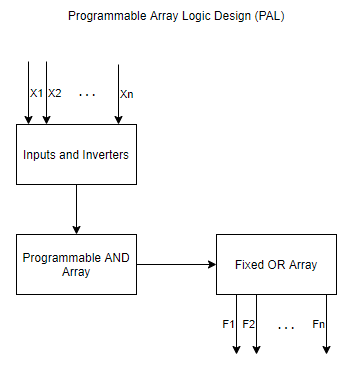 Programmable Array Logic Design (PAL)
X1 X2 . . . Xn
Inputs and Inverters
Programmable AND
Array
Fixed OR Array
F1 F2 . . . Fn